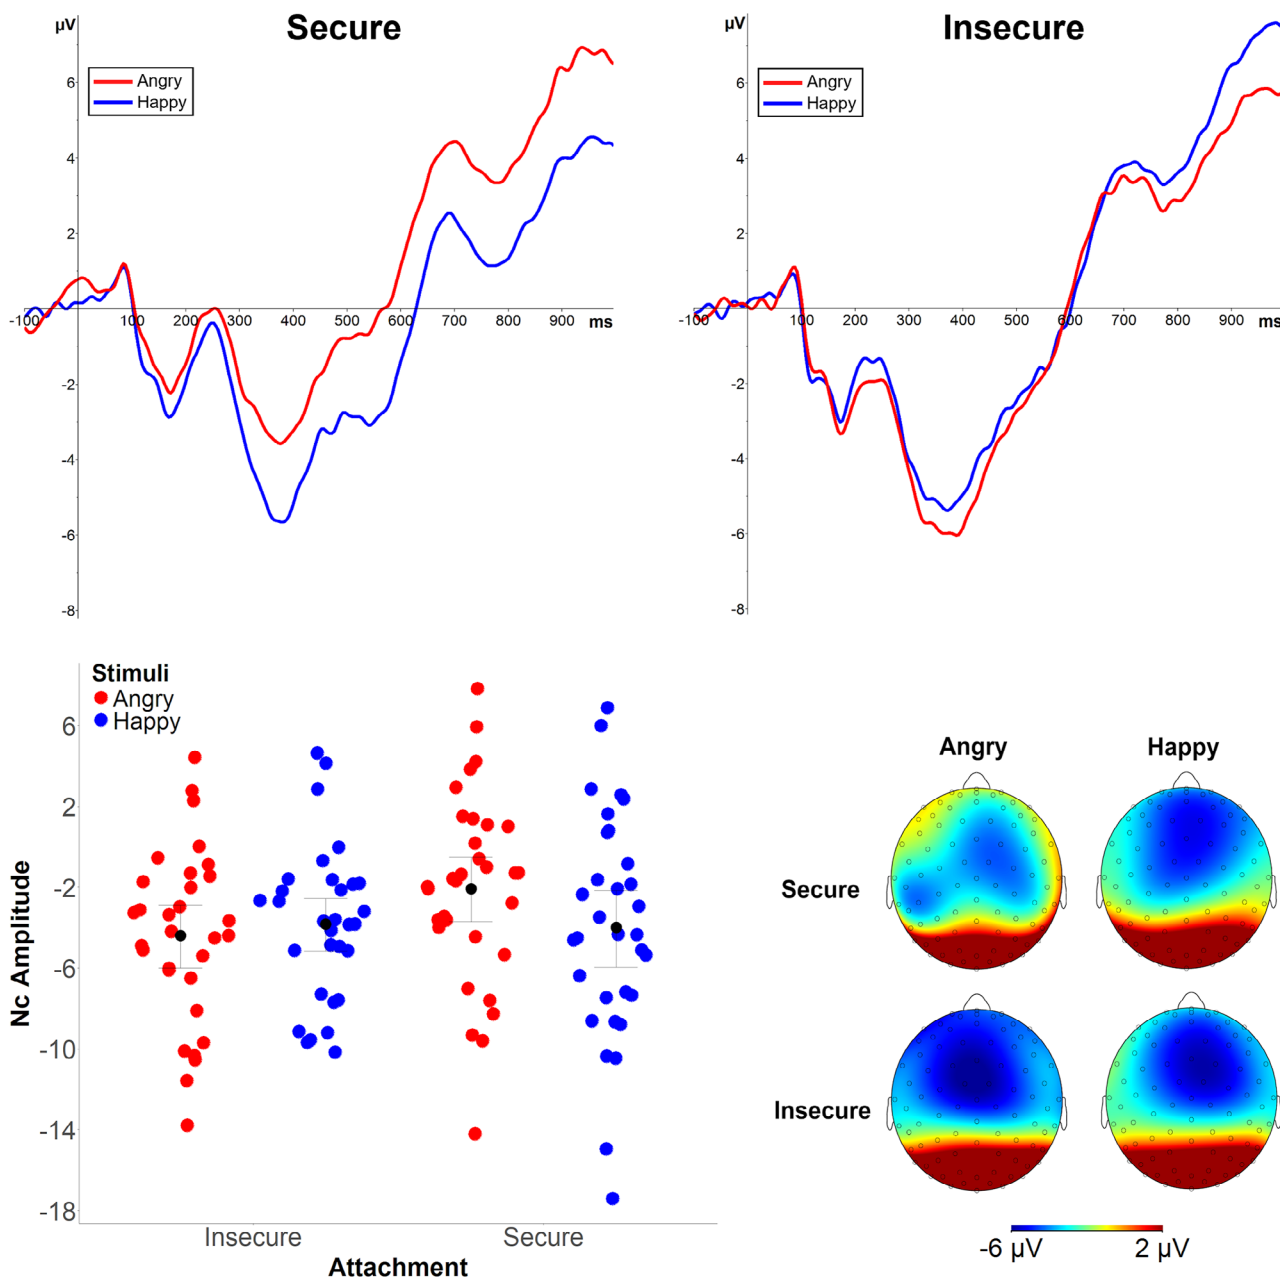 µV
Secure
Angry
Happy
6
4
2
-100
100
200
300
400
500
600
700
800
900
ms
-2
-4
-6
-8
µV
Insecure
Angry
Happy
6
4
2
-100
100
200
300
400
500
600
700
800
900
ms
-2
-4
-6
-8
Stimuli
Angry
Happy
6
2
-2
-6
-10
-14
-18
Nc Amplitude
Insecure
Secure
Attachment
Angry
Happy
Secure
Insecure
-6 µV
2 µV